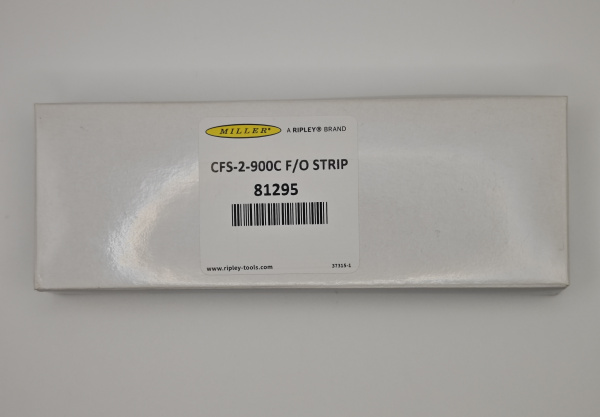 MILLER® A RIPLEY® BRAND
CFS-2-900C F/O STRIP
81295
www.ripley-tools.com 37315-1